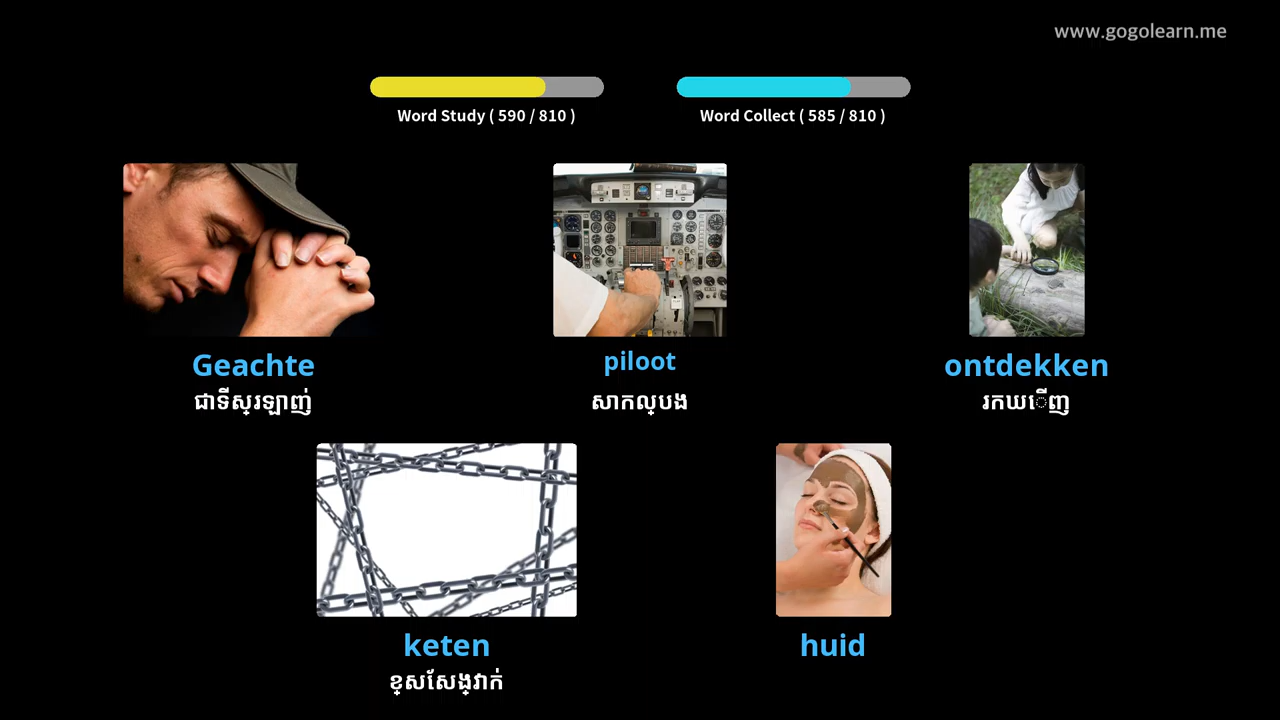 www.gogolearn.me
Word Study ( 590 / 810 )
Word Collect ( 585 / 810 )
Geachte
ជាទីស្រឡាញ់
piloot
សាកល្បង
ontdekken
រកឃើញ
keten
ខ្សែសង្វាក់
huid